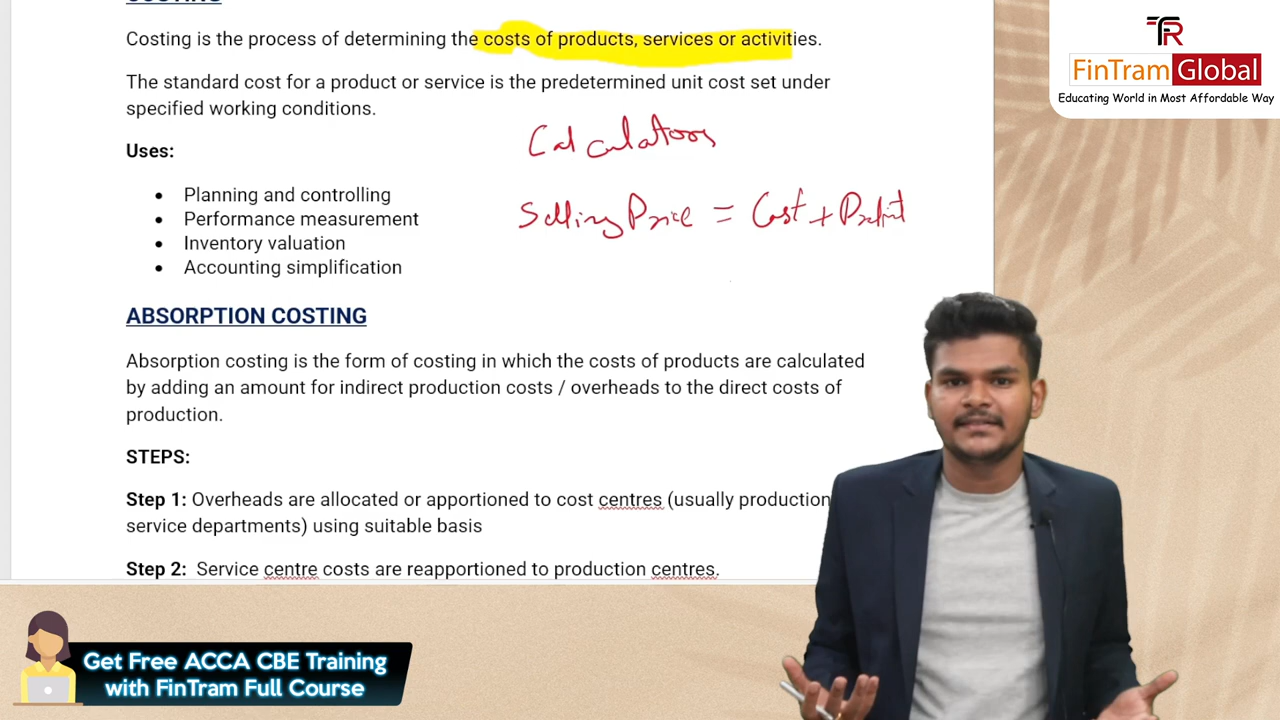 COSTING
Costing is the process of determining the costs of products, services or activities.
The standard cost for a product or service is the predetermined unit cost set under
specified working conditions.
Calculators
Uses:
Planning and controlling
Performance measurement
Inventory valuation
Accounting simplification
Selling Price = Cost + Profit
ABSORPTION COSTING
Absorption costing is the form of costing in which the costs of products are calculated
by adding an amount for indirect production costs / overheads to the direct costs of
production.
STEPS:
Step 1: Overheads are allocated or apportioned to cost centres (usually production
service departments) using suitable basis
Step 2: Service centre costs are reapportioned to production centres.
FinTram Global
Educating World in Most Affordable Way
Get Free ACCA CBE Training
with FinTram Full Course